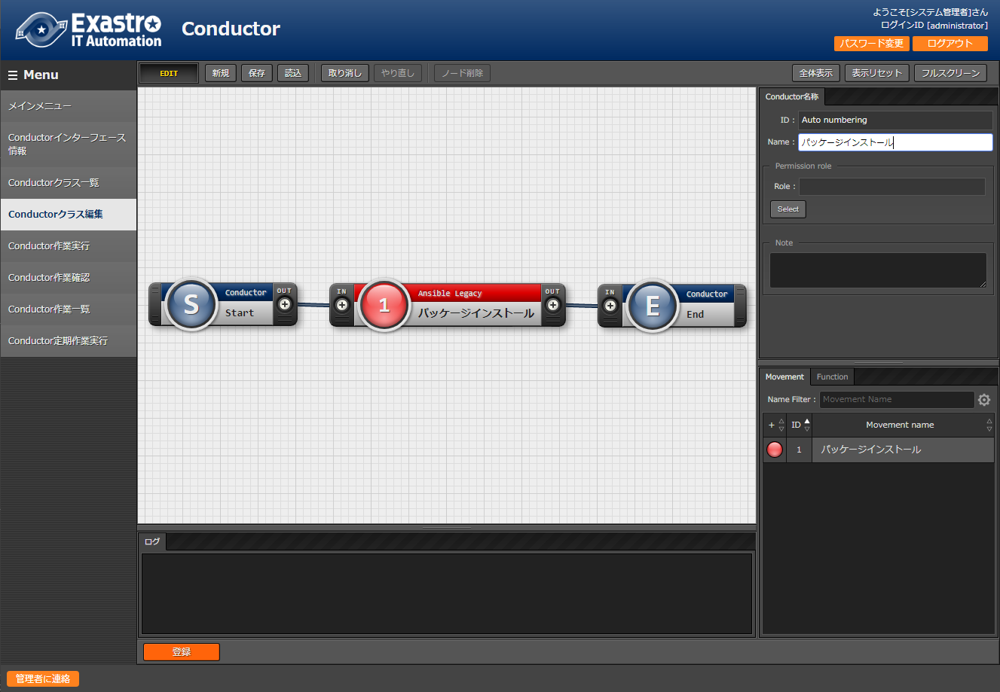 Exastro
IT Automation
Conductor
ようこそ[システム管理者]さん
ログインID [administrator]
パスワード変更
ログアウト
Menu
メインメニュー
Conductorインターフェース
情報
Conductorクラス一覧
Conductorクラス編集
Conductor作業実行
Conductor作業確認
Conductor作業一覧
Conductor定期作業実行
EDIT
新規
保存
読込
取り消し
やり直し
ノード削除
全体表示
表示リセット
フルスクリーン
S
Conductor
Start
OUT
IN
1
Ansible Legacy
パッケージインストール
OUT
IN
E
Conductor
End
Conductor名称
ID : Auto numbering
Name : パッケージインストール
Permission role
Role :
Select
Note
Movement
Function
Name Filter : Movement Name
+ ID Movement name
1 パッケージインストール
ログ
登録
管理者に連絡